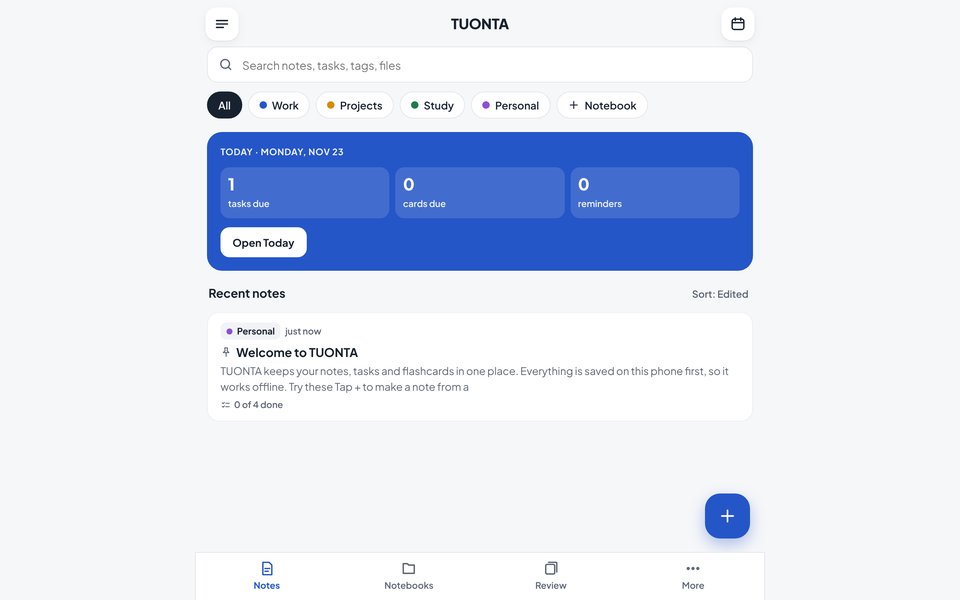 TUONTA
Search notes, tasks, tags, files
All
Work
Projects
Study
Personal
+ Notebook
TODAY · MONDAY, NOV 23
1
tasks due
0
cards due
0
reminders
Open Today
Recent notes
Sort: Edited
Personal
just now
Welcome to TUONTA
TUONTA keeps your notes, tasks and flashcards in one place. Everything is saved on this phone first, so it
works offline. Try these Tap + to make a note from a
0 of 4 done
Notes
Notebooks
Review
More